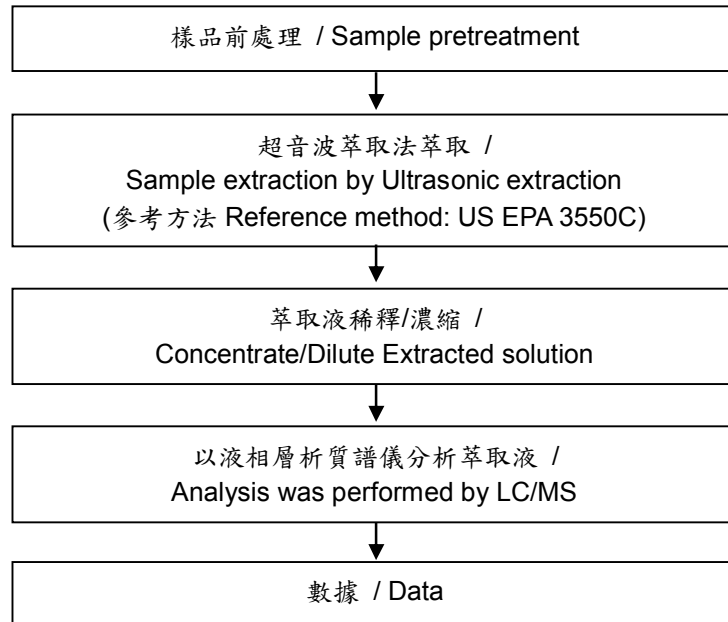 樣品前處理 / Sample pretreatment
超音波萃取法萃取 /
Sample extraction by Ultrasonic extraction
(參考方法 Reference method: US EPA 3550C)
萃取液稀釋/濃縮 /
Concentrate/Dilute Extracted solution
以液相層析質譜儀分析萃取液 /
Analysis was performed by LC/MS
數據 / Data